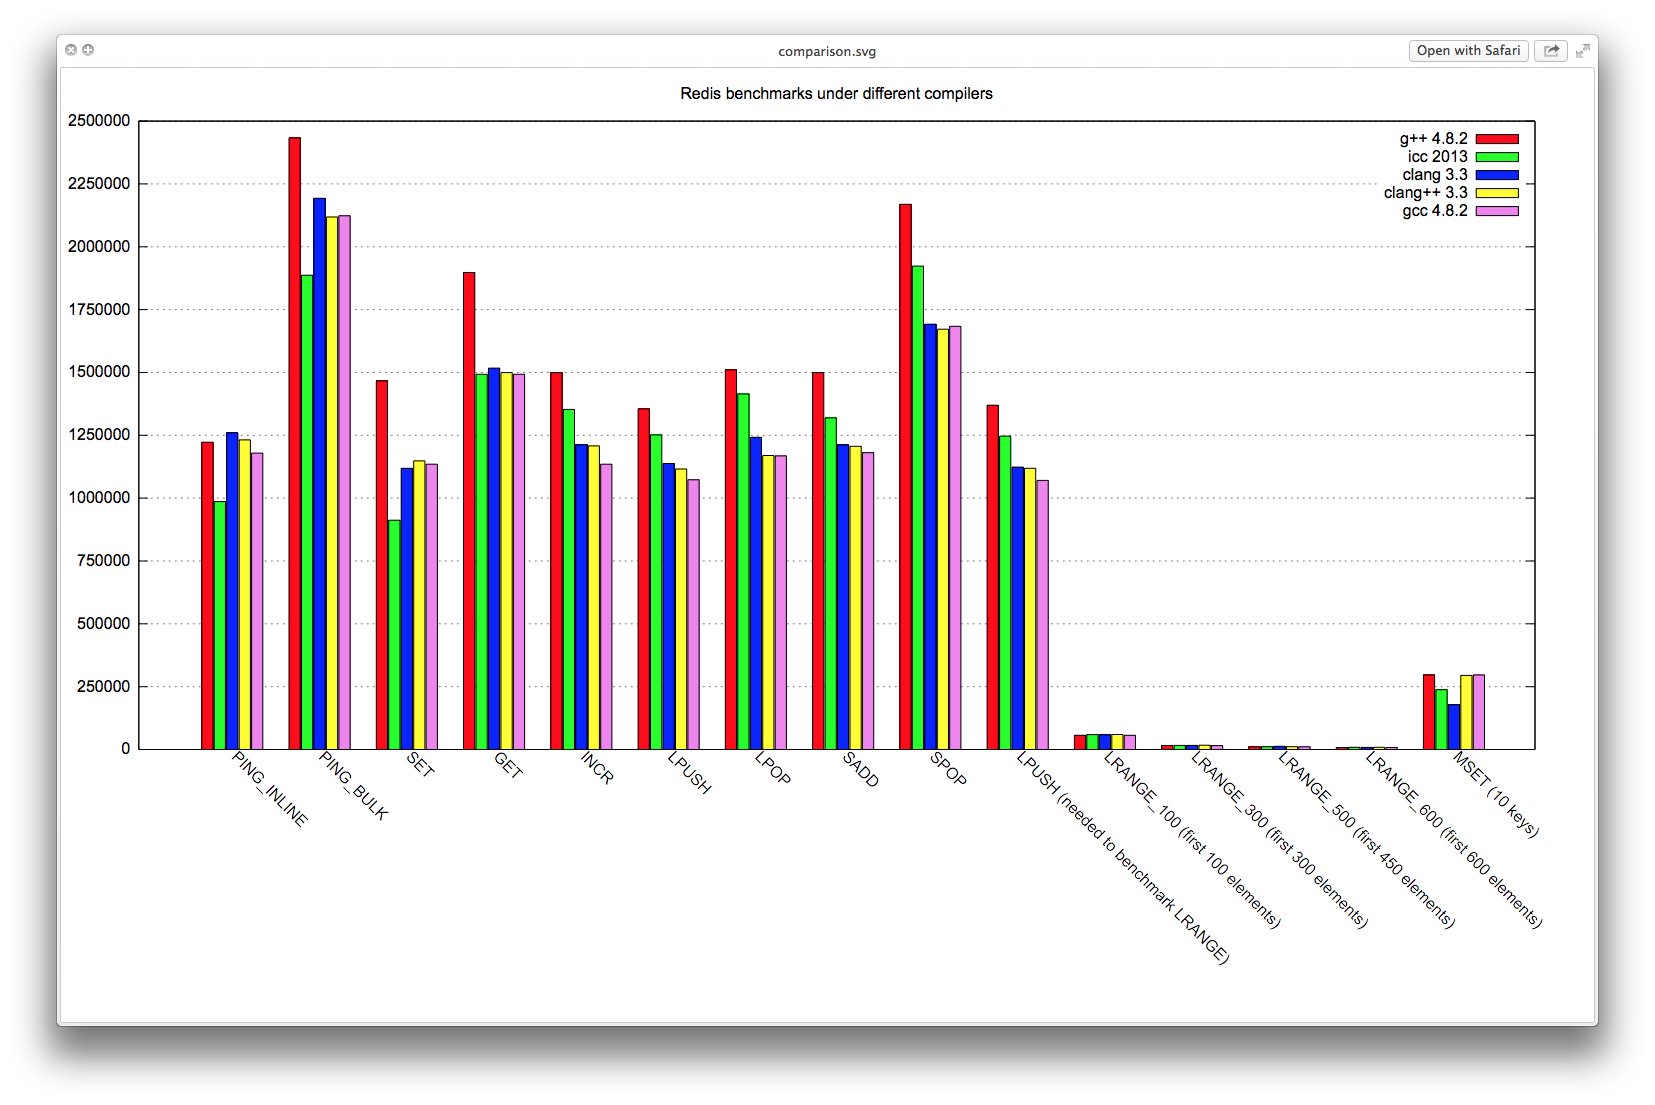 comparison.svg
Open with Safari
Redis benchmarks under different compilers
2500000
2250000
2000000
1750000
1500000
1250000
1000000
750000
500000
250000
0
g++ 4.8.2
icc 2013
clang 3.3
clang++ 3.3
gcc 4.8.2
PING_INLINE
PING_BULK
SET
GET
INCR
LPUSH
LPOP
SADD
SPOP
LPUSH (needed to benchmark LRANGE)
LRANGE_100 (first 100 elements)
LRANGE_300 (first 300 elements)
LRANGE_500 (first 450 elements)
LRANGE_600 (first 600 elements)
MSET (10 keys)